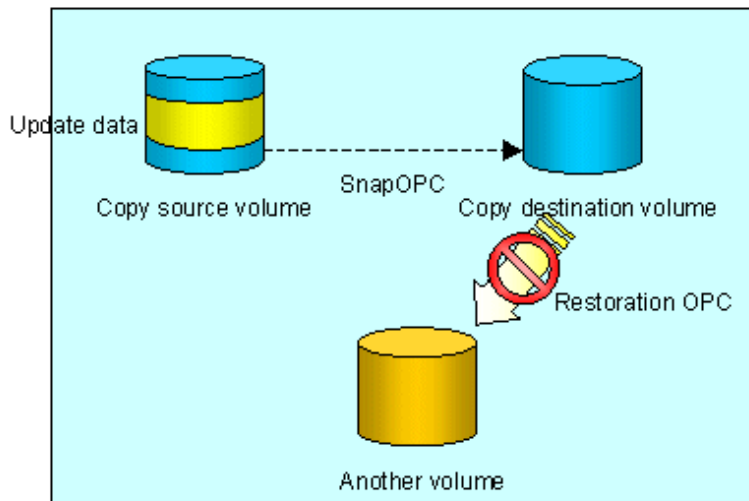 Update data
Copy source volume
SnapOPC
Copy destination volume
Restoration OPC
Another volume